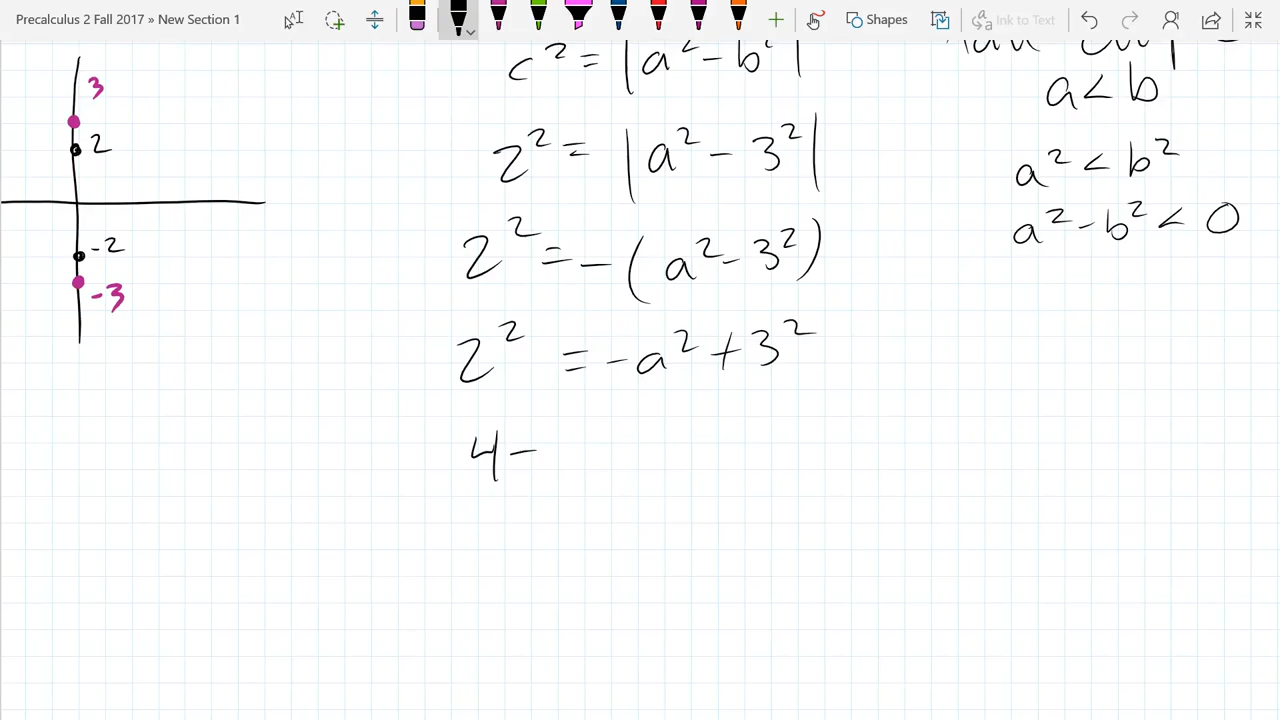 Precalculus 2 Fall 2017 » New Section 1
Shapes
Ink to Text
3
2
-2
-3
c² = |a² - b²|
2² = |a² - 3²|
2² = -(a² - 3²)
2² = -a² + 3²
4 -
a < b
a² < b²
a² - b² < 0